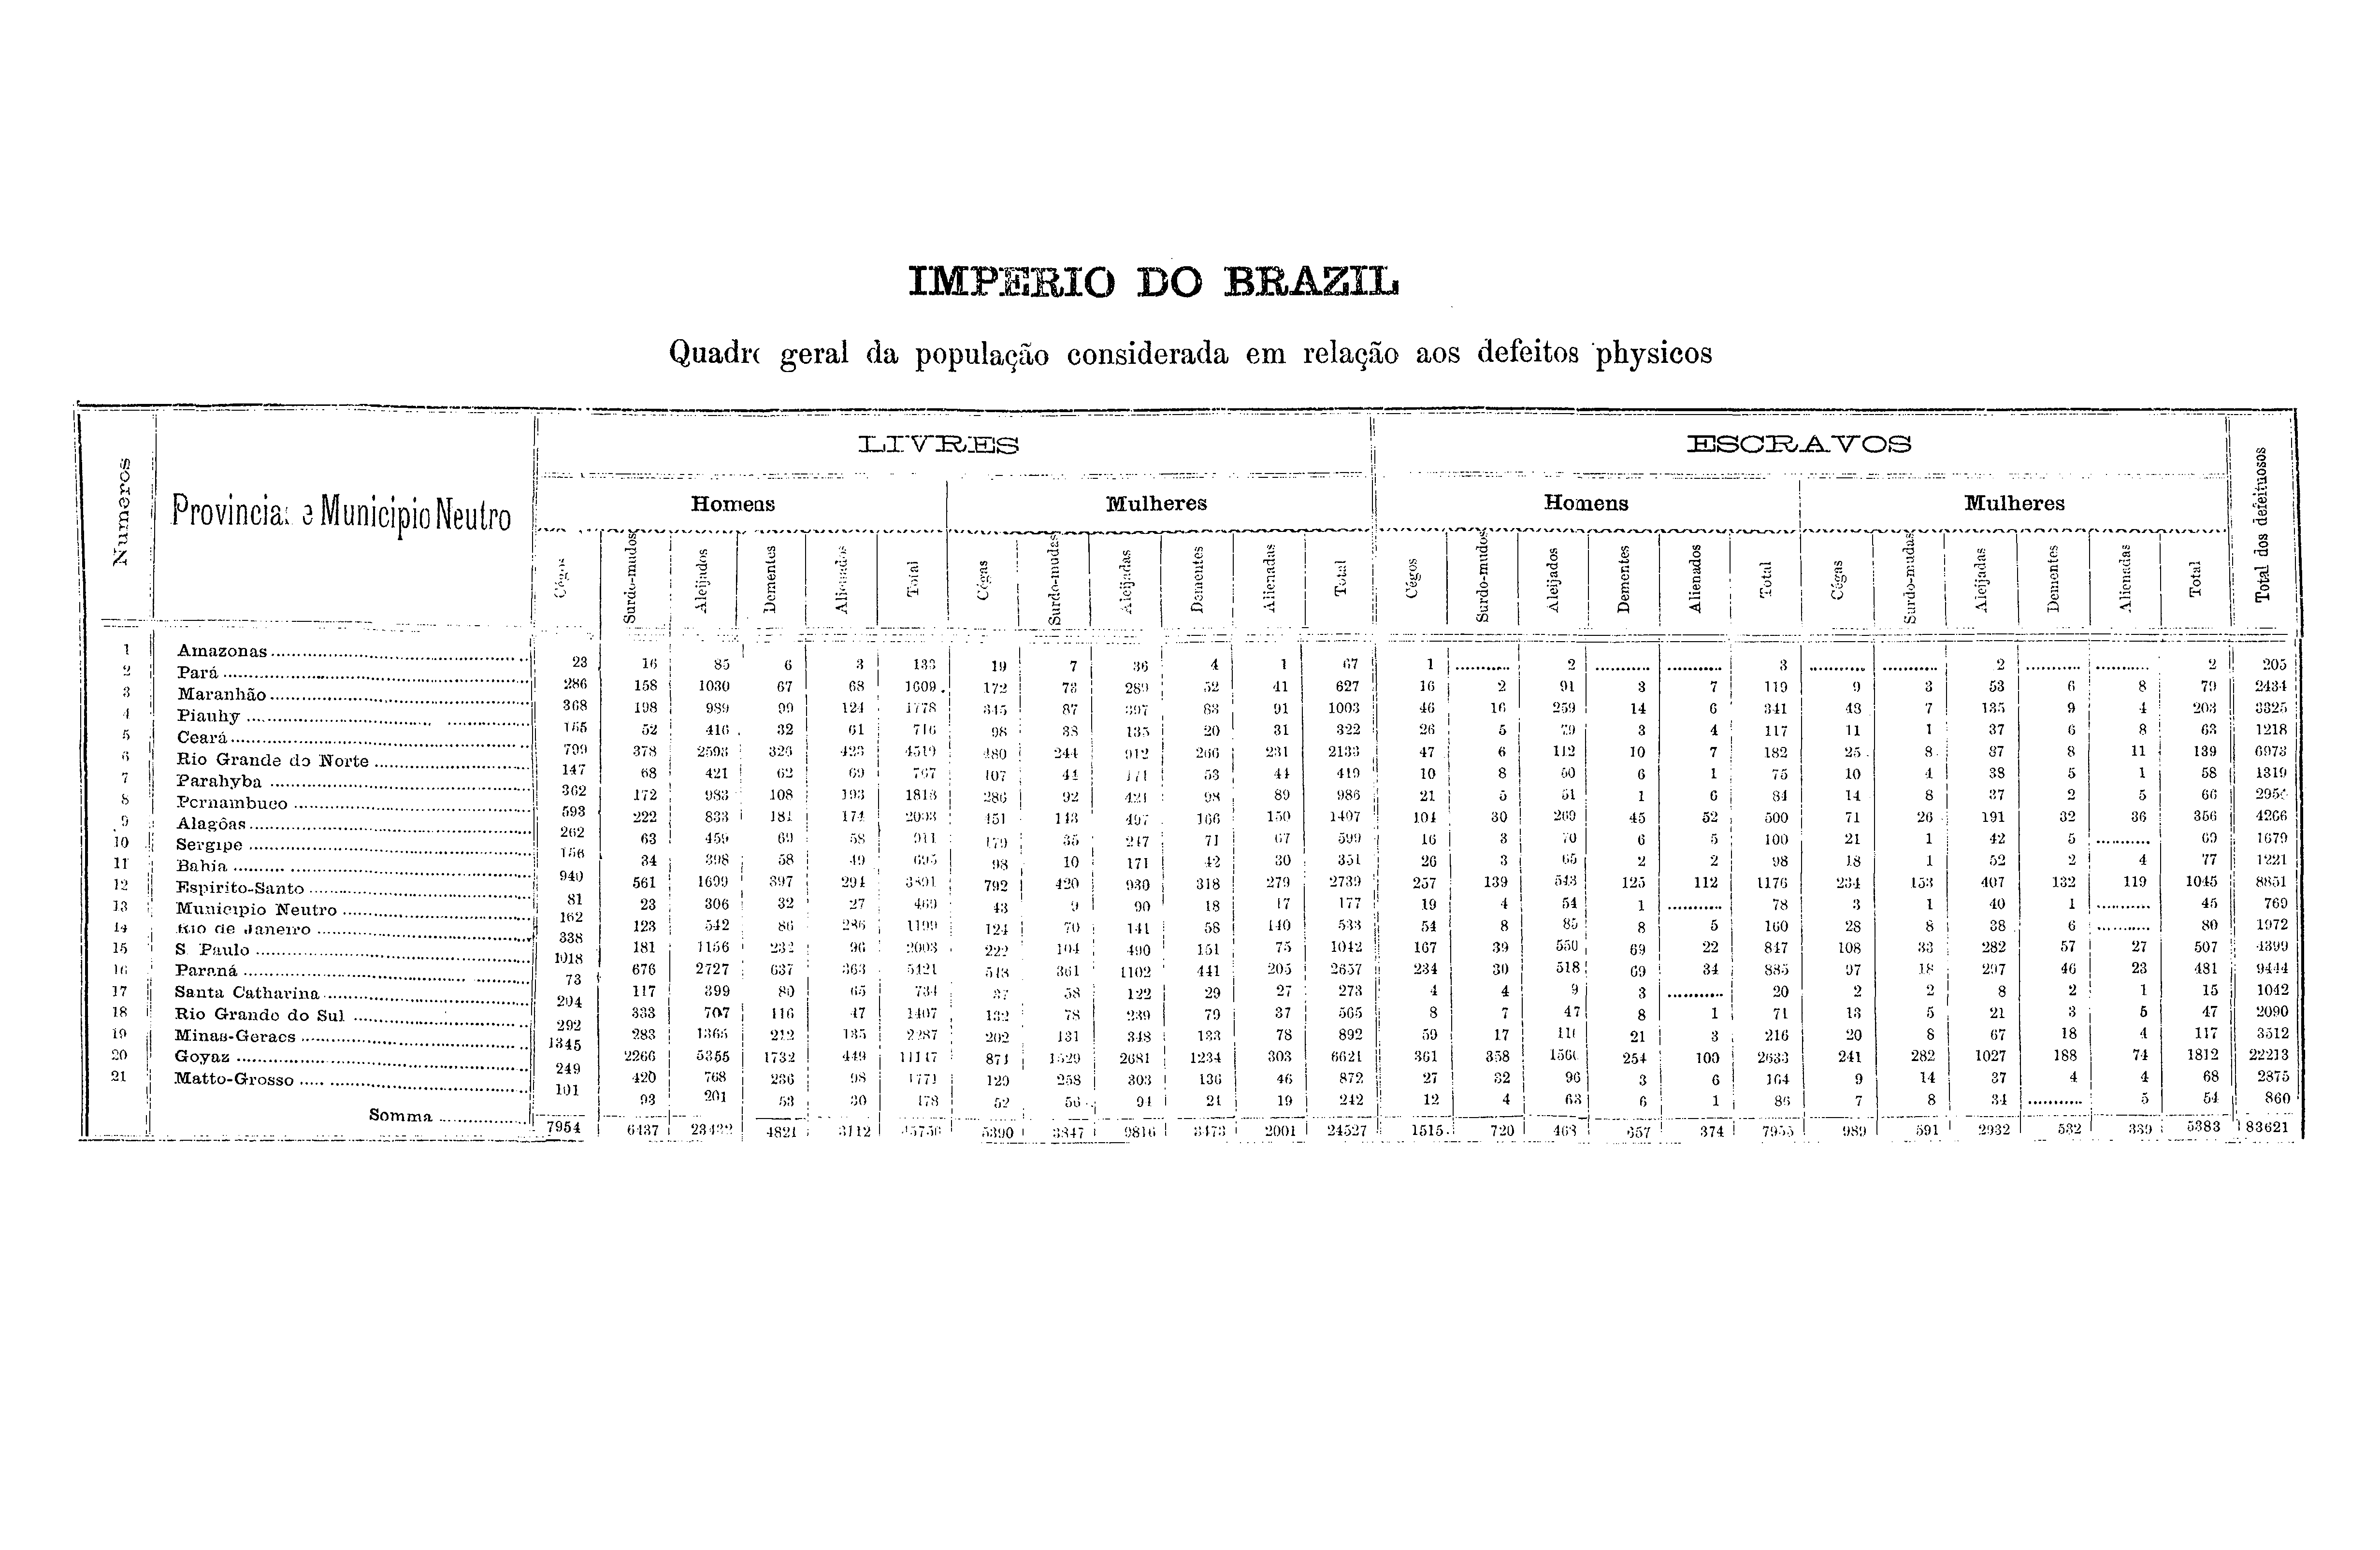 IMPERIO DO BRAZIL
Quadro geral da população considerada em relação aos defeitos physicos
Numeros
Provincias e Municipio Neutro
LIVRES
ESCRAVOS
Total dos defeituosos
Homens Mulheres Homens Mulheres
Cégos Surdo-mudos Aleijados Dementes Alienados Total Cégas Surdo-mudas Aleijadas Dementes Alienadas Total Cégos Surdo-mudos Aleijados Dementes Alienados Total Cégas Surdo-mudas Aleijadas Dementes Alienadas Total
1 Amazonas 23 16 85 6 3 133 19 7 36 4 1 67 1 .......... 2 .......... .......... 3 .......... .......... 2 .......... .......... 2 205
2 Pará 286 158 1030 67 68 1609 172 73 289 52 41 627 16 2 91 3 7 119 9 3 53 6 8 79 2434
3 Maranhão 368 198 989 99 124 1778 345 87 397 83 91 1003 46 16 259 14 6 341 48 7 135 9 4 203 3325
4 Piauhy 155 52 416 32 61 716 98 38 135 20 31 322 26 5 79 3 4 117 11 1 37 6 8 63 1218
5 Ceará 799 378 2593 326 423 4519 480 244 912 266 231 2133 47 6 112 10 7 182 25 8 87 8 11 139 6973
6 Rio Grande do Norte 147 68 421 62 69 767 107 44 171 53 44 419 10 8 50 6 1 75 10 4 38 5 1 58 1319
7 Parahyba 362 172 983 108 193 1818 286 92 421 98 89 986 21 5 51 1 6 84 14 8 37 2 5 66 2954
8 Pernambuco 593 222 833 181 174 2003 451 143 497 166 150 1407 104 30 269 45 52 500 71 26 191 32 36 356 4266
9 Alagôas 262 63 459 69 58 911 179 35 247 71 67 599 16 3 70 6 5 100 21 1 42 5 .......... 69 1679
10 Sergipe 156 34 398 58 49 695 98 10 171 42 30 351 26 3 65 2 2 98 18 1 52 2 4 77 1221
11 Bahia 940 561 1699 397 294 3891 792 420 930 318 279 2739 257 139 543 125 112 1176 234 153 407 132 119 1045 8851
12 Espirito-Santo 81 23 306 32 27 469 43 9 90 18 17 177 19 4 54 1 .......... 78 3 1 40 1 .......... 45 769
13 Municipio Neutro 162 123 542 86 286 1199 124 70 141 58 140 533 54 8 85 8 5 160 28 8 38 6 .......... 80 1972
14 Rio de Janeiro 338 181 1156 232 96 2003 222 104 490 151 75 1042 167 39 550 69 22 847 108 33 282 57 27 507 4399
15 S. Paulo 1018 676 2727 637 363 5421 548 361 1102 441 205 2657 234 30 518 69 34 885 97 18 297 46 23 481 9444
16 Paraná 73 117 399 80 65 734 37 58 122 29 27 273 4 4 9 3 .......... 20 2 2 8 2 1 15 1042
17 Santa Catharina 204 333 707 116 47 1407 132 78 239 79 37 565 8 7 47 8 1 71 13 5 21 3 5 47 2090
18 Rio Grande do Sul 292 283 1365 212 135 2287 202 131 348 133 78 892 59 17 116 21 3 216 20 8 67 18 4 117 3512
19 Minas-Geraes 1345 2266 5355 1732 449 11147 874 1529 2681 1234 303 6621 361 358 1560 254 100 2633 241 282 1027 188 74 1812 22213
20 Goyaz 249 420 768 236 98 1771 129 258 303 136 46 872 27 32 96 3 6 164 9 14 37 4 4 68 2875
21 Matto-Grosso 101 93 201 53 30 478 52 56 94 21 19 242 12 4 63 6 1 86 7 8 34 .......... 5 54 860
Somma 7954 6437 23432 4821 3112 45756 5390 3847 9816 3473 2001 24527 1515 720 657 374 7955 989 591 2932 532 339 5383 83621